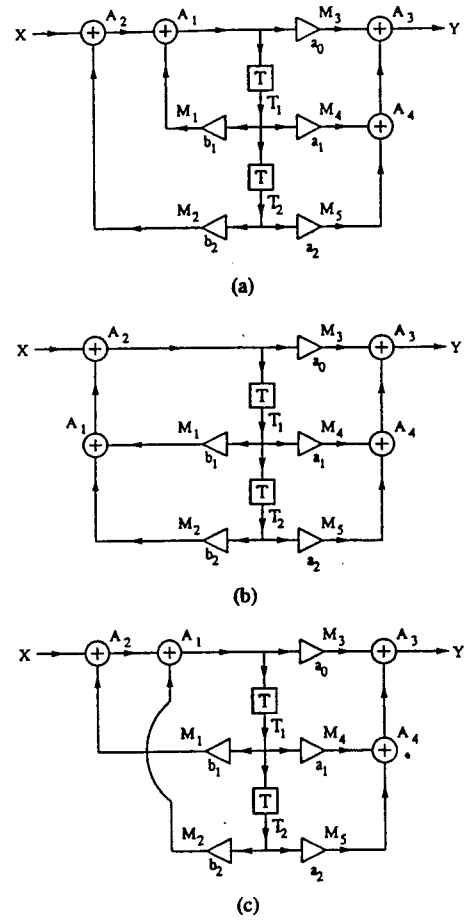 A₂ A₁ M₃ A₃
X Y
a₀
T
M₁ T₁ M₄ A₄
b₁ a₁
T
M₂ T₂ M₅
b₂ a₂
(a)
A₂ M₃ A₃
X Y
a₀
T
A₁ M₁ T₁ M₄ A₄
b₁ a₁
T
M₂ T₂ M₅
b₂ a₂
(b)
A₂ A₁ M₃ A₃
X Y
a₀
T
M₁ T₁ M₄ A₄
b₁ a₁
T
M₂ T₂ M₅
b₂ a₂
(c)